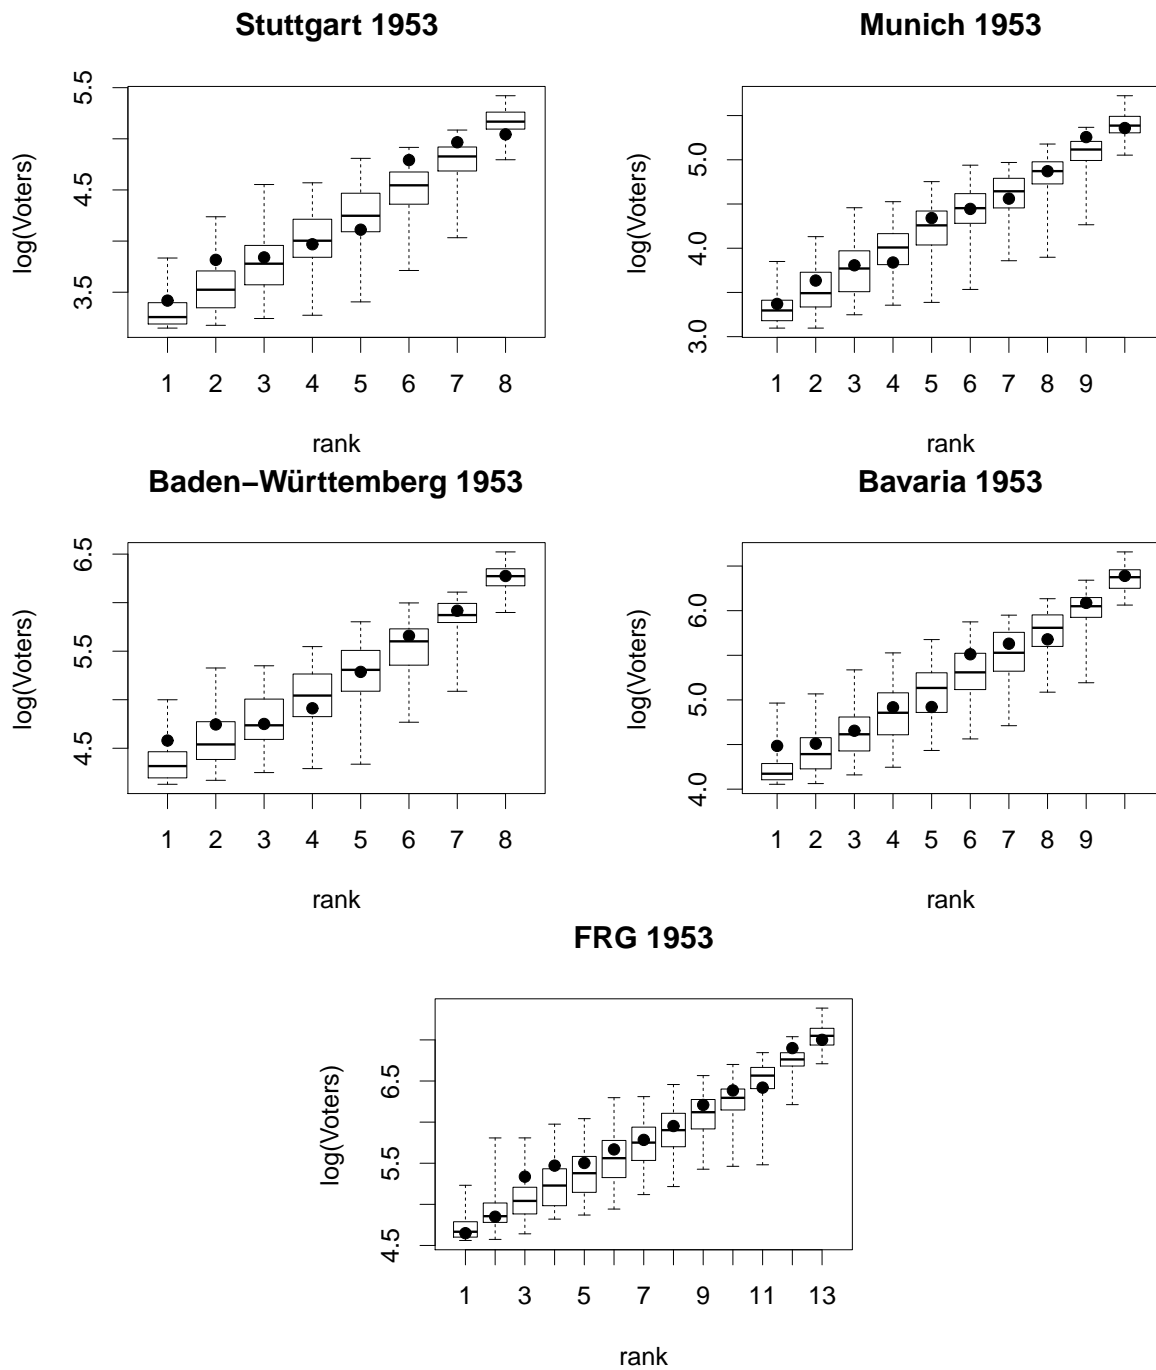 Stuttgart 1953
log(Voters)
5.5
4.5
3.5
1 2 3 4 5 6 7 8
rank
Munich 1953
log(Voters)
5.0
4.0
3.0
1 2 3 4 5 6 7 8 9
rank
Baden−Württemberg 1953
log(Voters)
6.5
5.5
4.5
1 2 3 4 5 6 7 8
rank
Bavaria 1953
log(Voters)
6.0
5.0
4.0
1 2 3 4 5 6 7 8 9
rank
FRG 1953
log(Voters)
6.5
5.5
4.5
1 3 5 7 9 11 13
rank